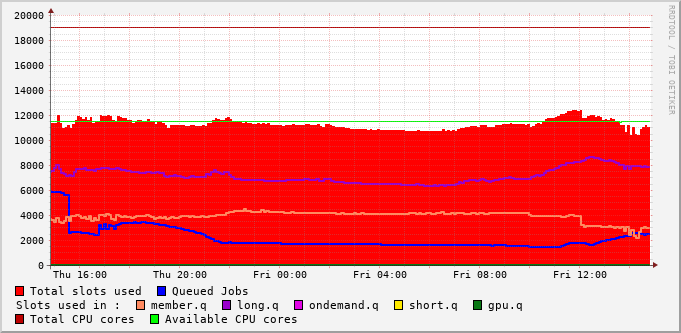 20000
18000
16000
14000
12000
10000
8000
6000
4000
2000
0
Thu 16:00 Thu 20:00 Fri 00:00 Fri 04:00 Fri 08:00 Fri 12:00
RRDTOOL / TOBI OETIKER
Total slots used Queued Jobs
Slots used in : member.q long.q ondemand.q short.q gpu.q
Total CPU cores Available CPU cores